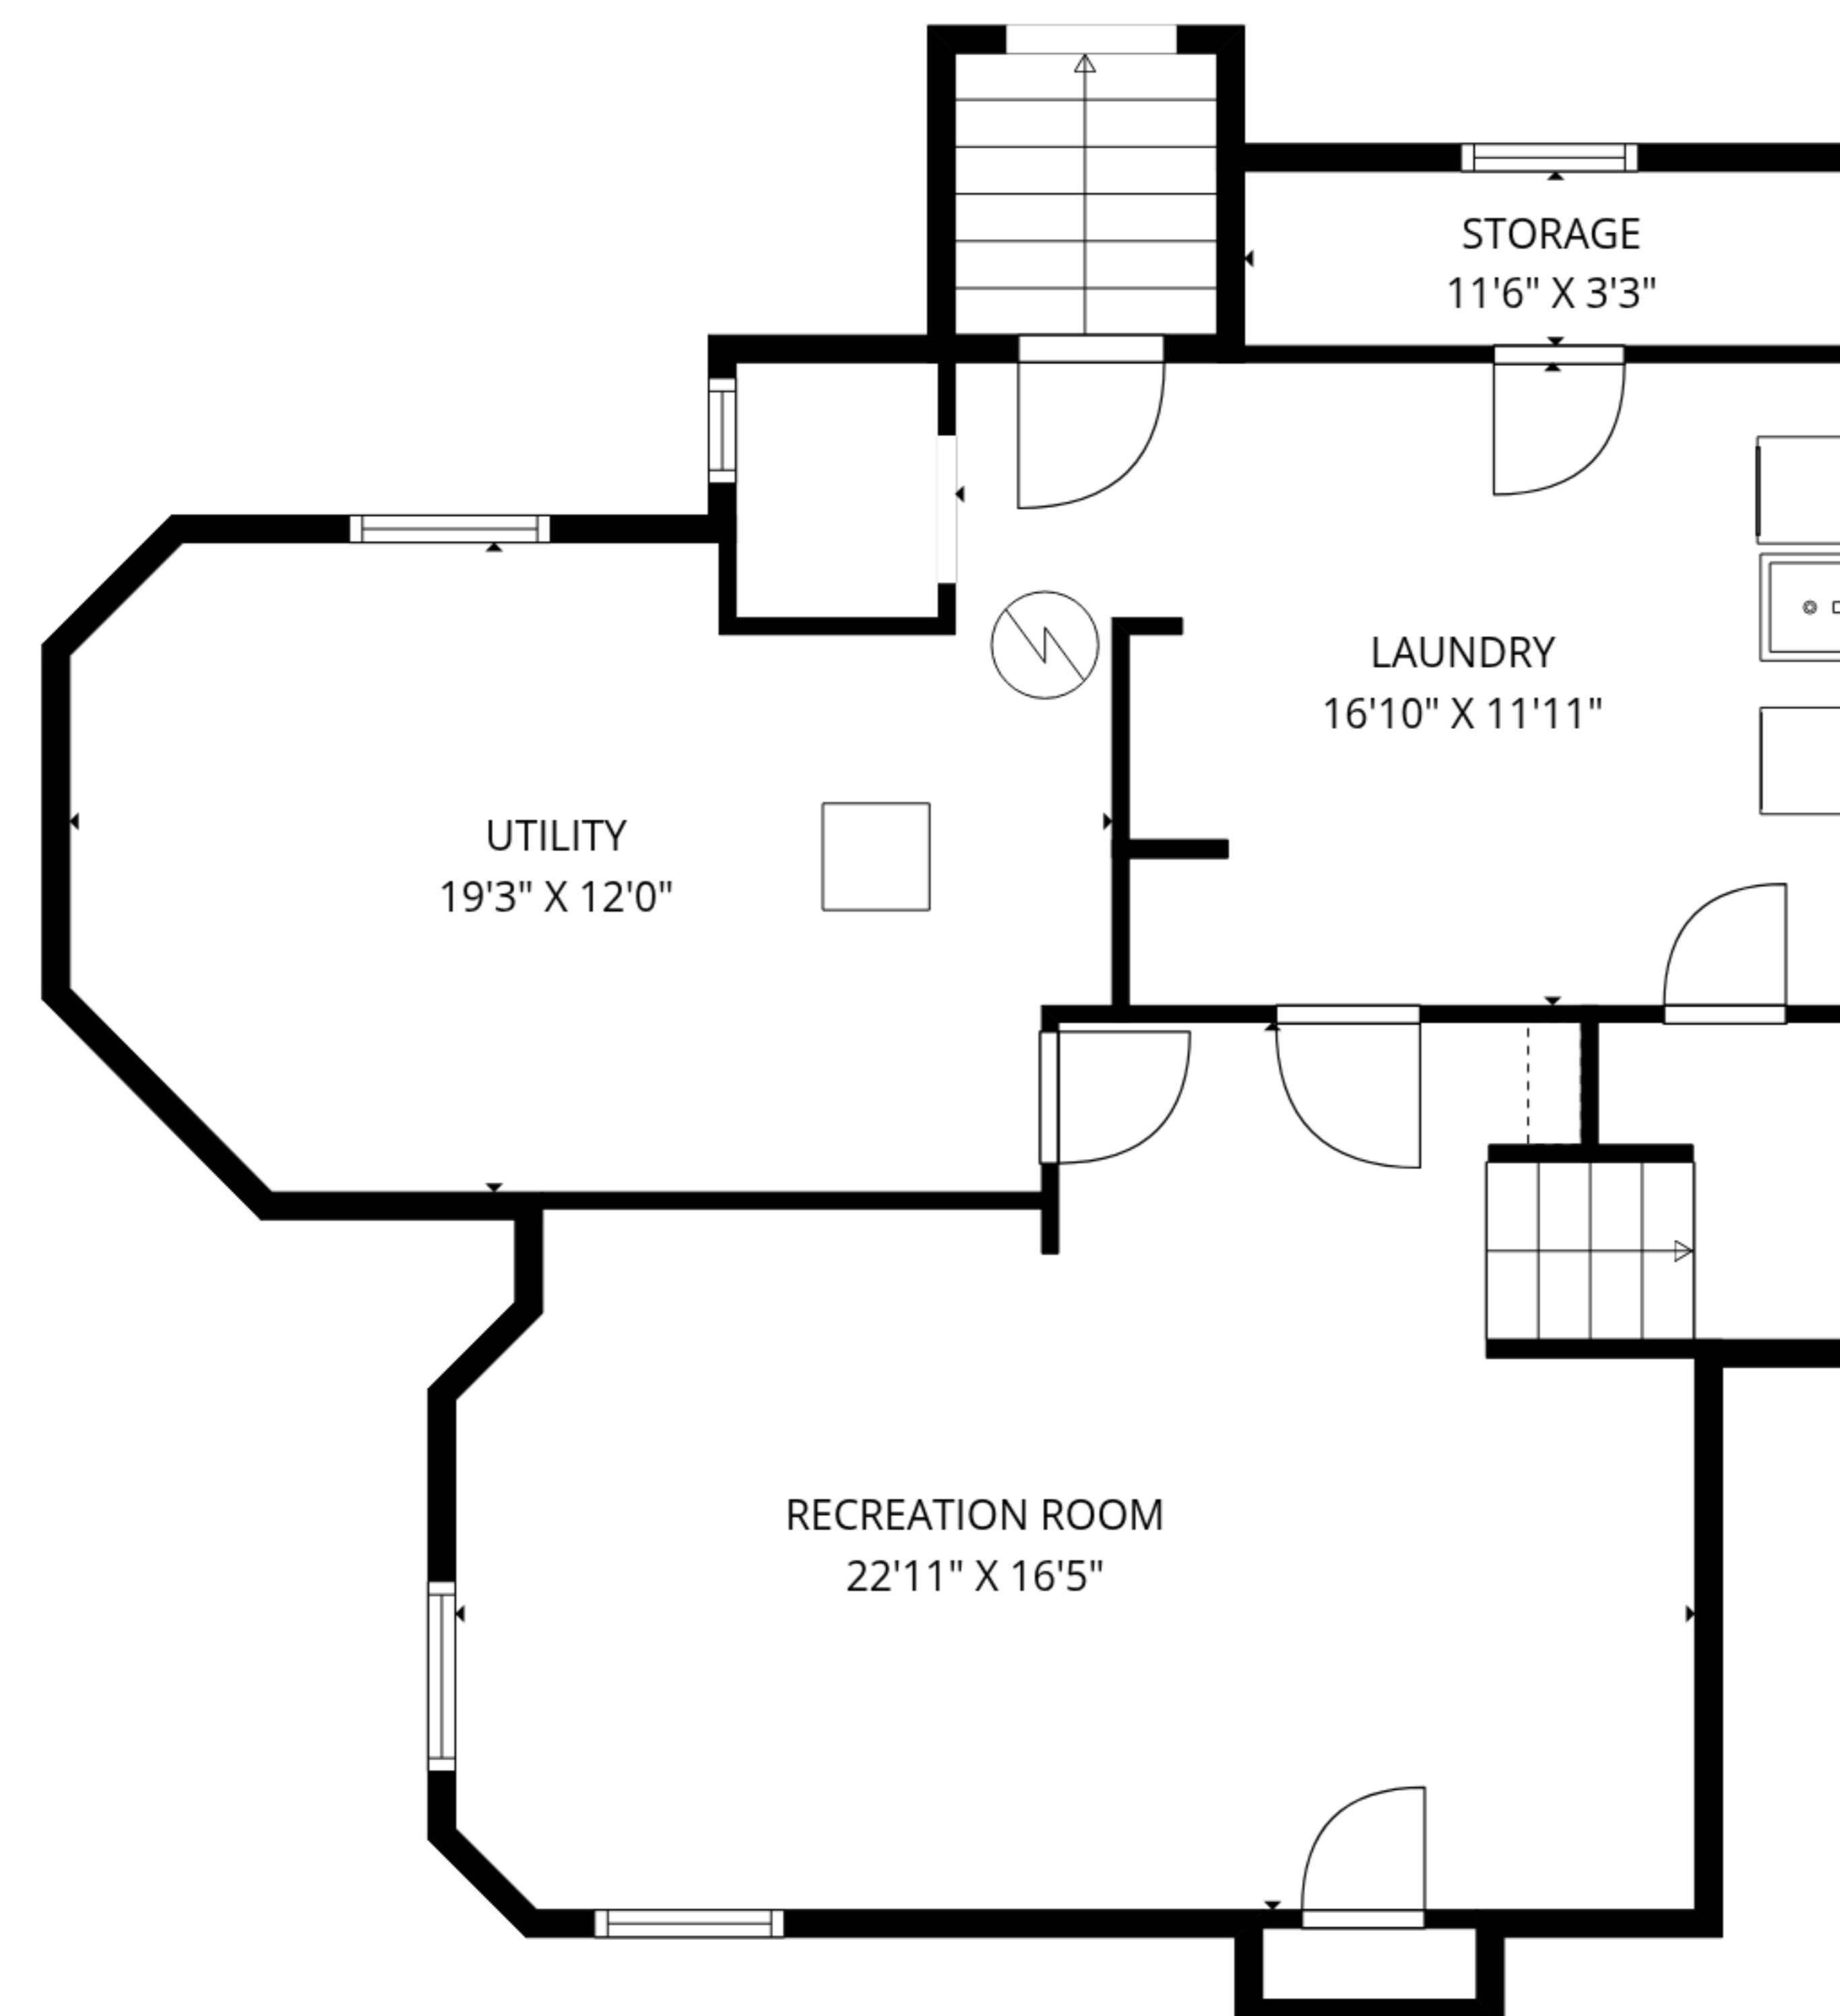 STORAGE
11'6" X 3'3"
LAUNDRY
16'10" X 11'11"
UTILITY
19'3" X 12'0"
RECREATION ROOM
22'11" X 16'5"